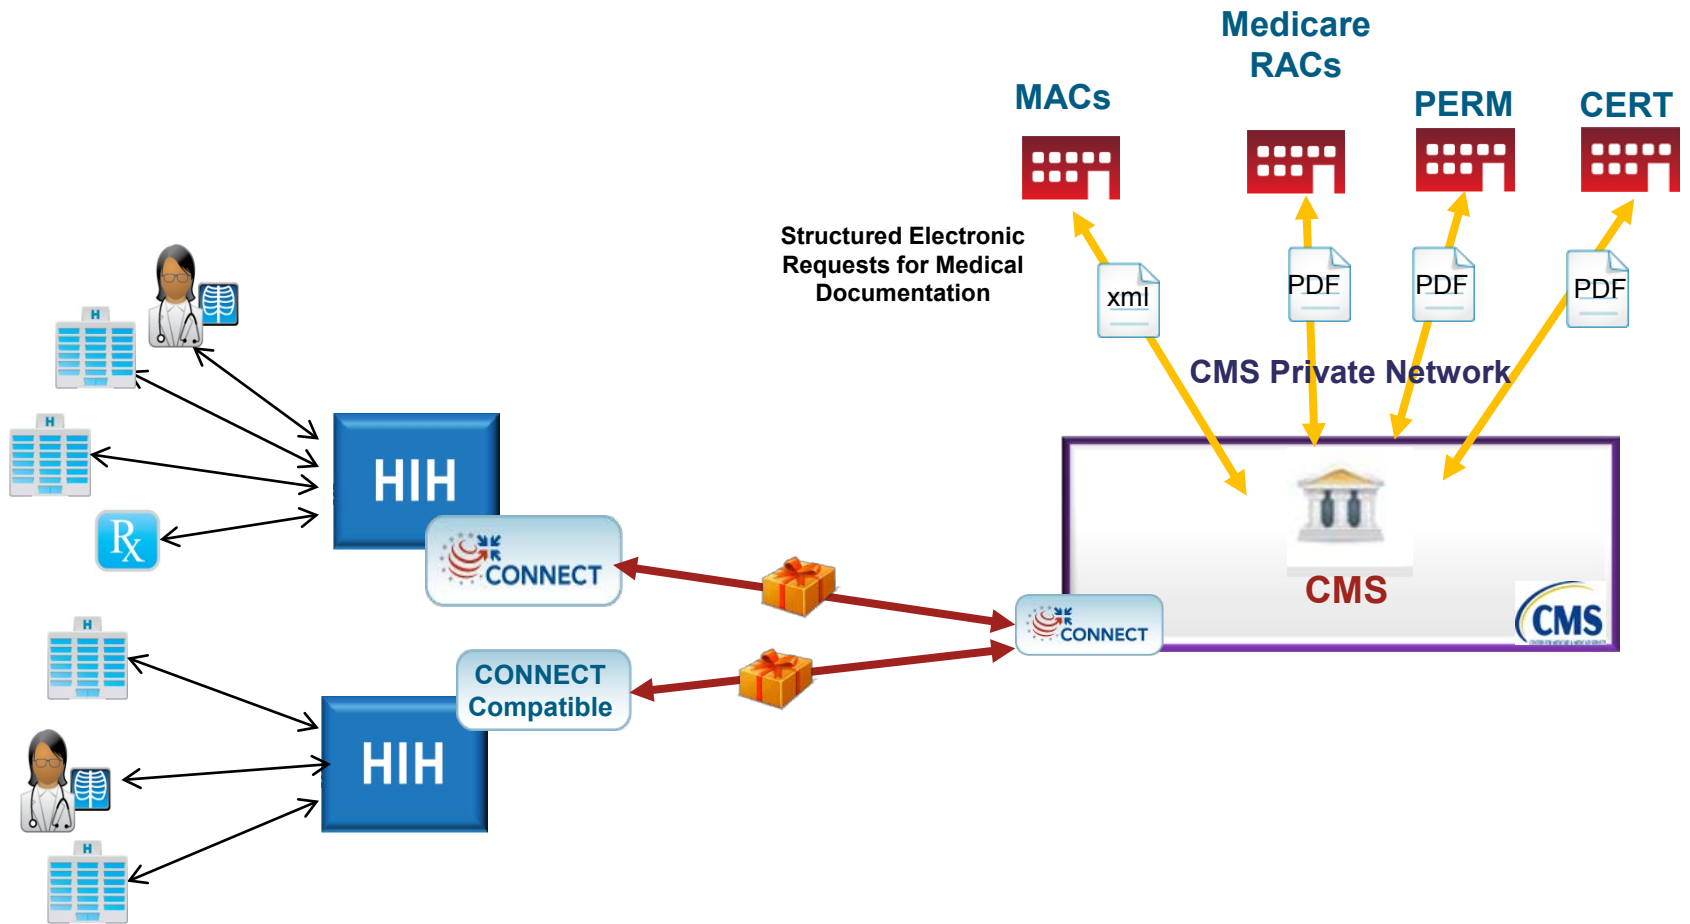 Medicare
RACs
MACs
PERM
CERT
Structured Electronic
Requests for Medical
Documentation
xml
PDF
PDF
PDF
CMS Private Network
H
H
HIH
Rx
CONNECT
CMS
CMS
CONNECT
H
CONNECT
Compatible
HIH
H